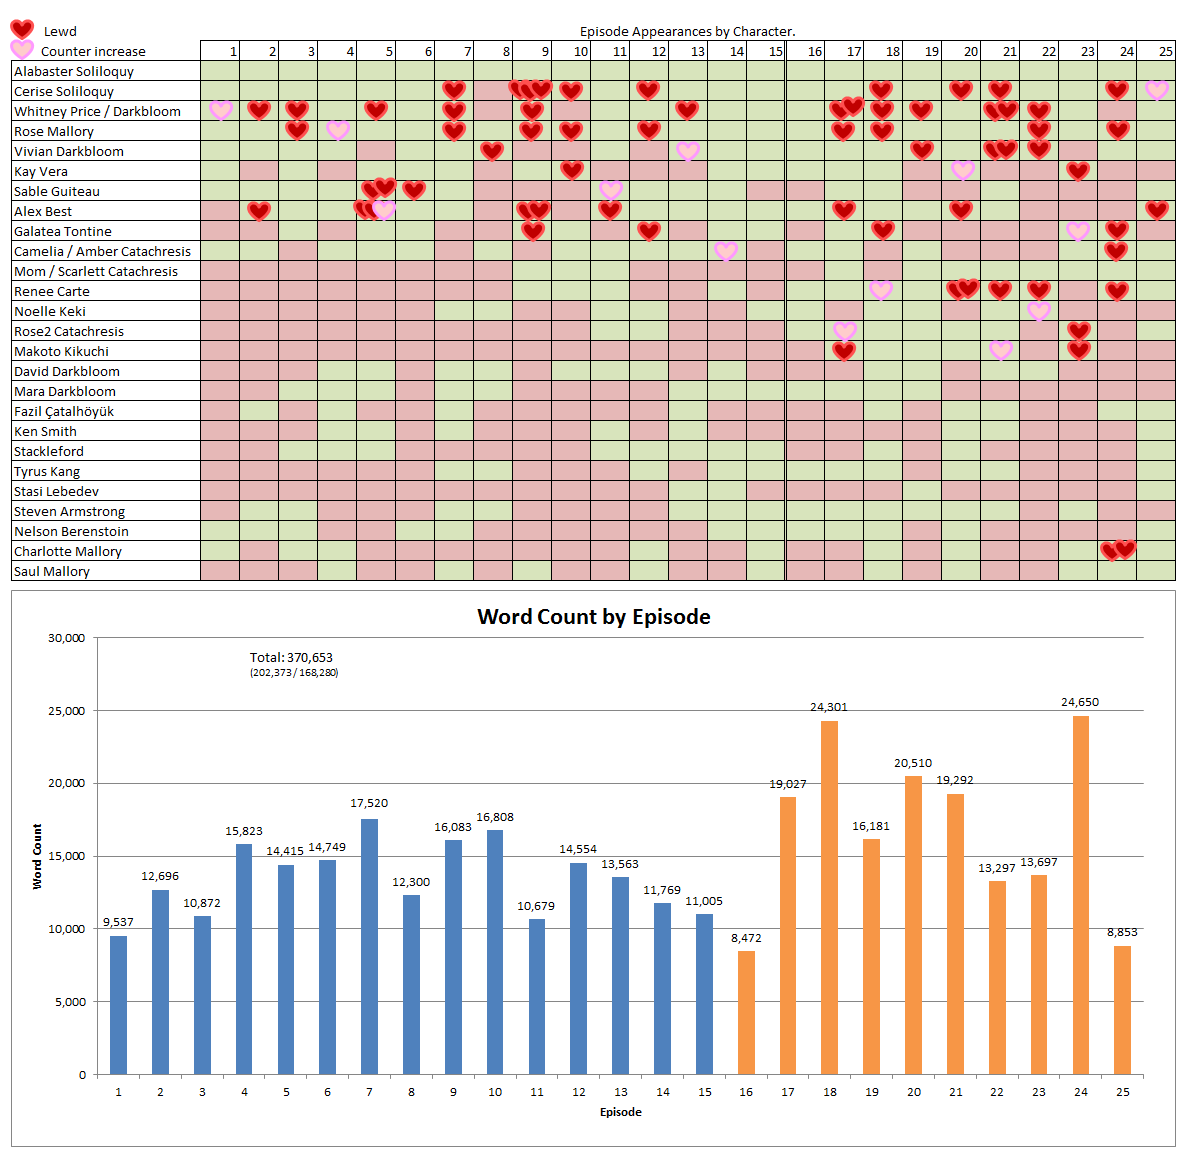 Lewd
Episode Appearances by Character.
Counter increase
1 2 3 4 5 6 7 8 9 10 11 12 13 14 15 16 17 18 19 20 21 22 23 24 25
Alabaster Soliloquy
Cerise Soliloquy
Whitney Price / Darkbloom
Rose Mallory
Vivian Darkbloom
Kay Vera
Sable Guiteau
Alex Best
Galatea Tontine
Camelia / Amber Catachresis
Mom / Scarlett Catachresis
Renee Carte
Noelle Keki
Rose2 Catachresis
Makoto Kikuchi
David Darkbloom
Mara Darkbloom
Fazil Çatalhöyük
Ken Smith
Stackleford
Tyrus Kang
Stasi Lebedev
Steven Armstrong
Nelson Berenstoin
Charlotte Mallory
Saul Mallory
Word Count by Episode
Total: 370,653
(202,373 / 168,280)
Word Count
30,000
25,000
20,000
15,000
10,000
5,000
0
9,537
12,696
10,872
15,823
14,415
14,749
17,520
12,300
16,083
16,808
10,679
14,554
13,563
11,769
11,005
8,472
19,027
24,301
16,181
20,510
19,292
13,297
13,697
24,650
8,853
1 2 3 4 5 6 7 8 9 10 11 12 13 14 15 16 17 18 19 20 21 22 23 24 25
Episode